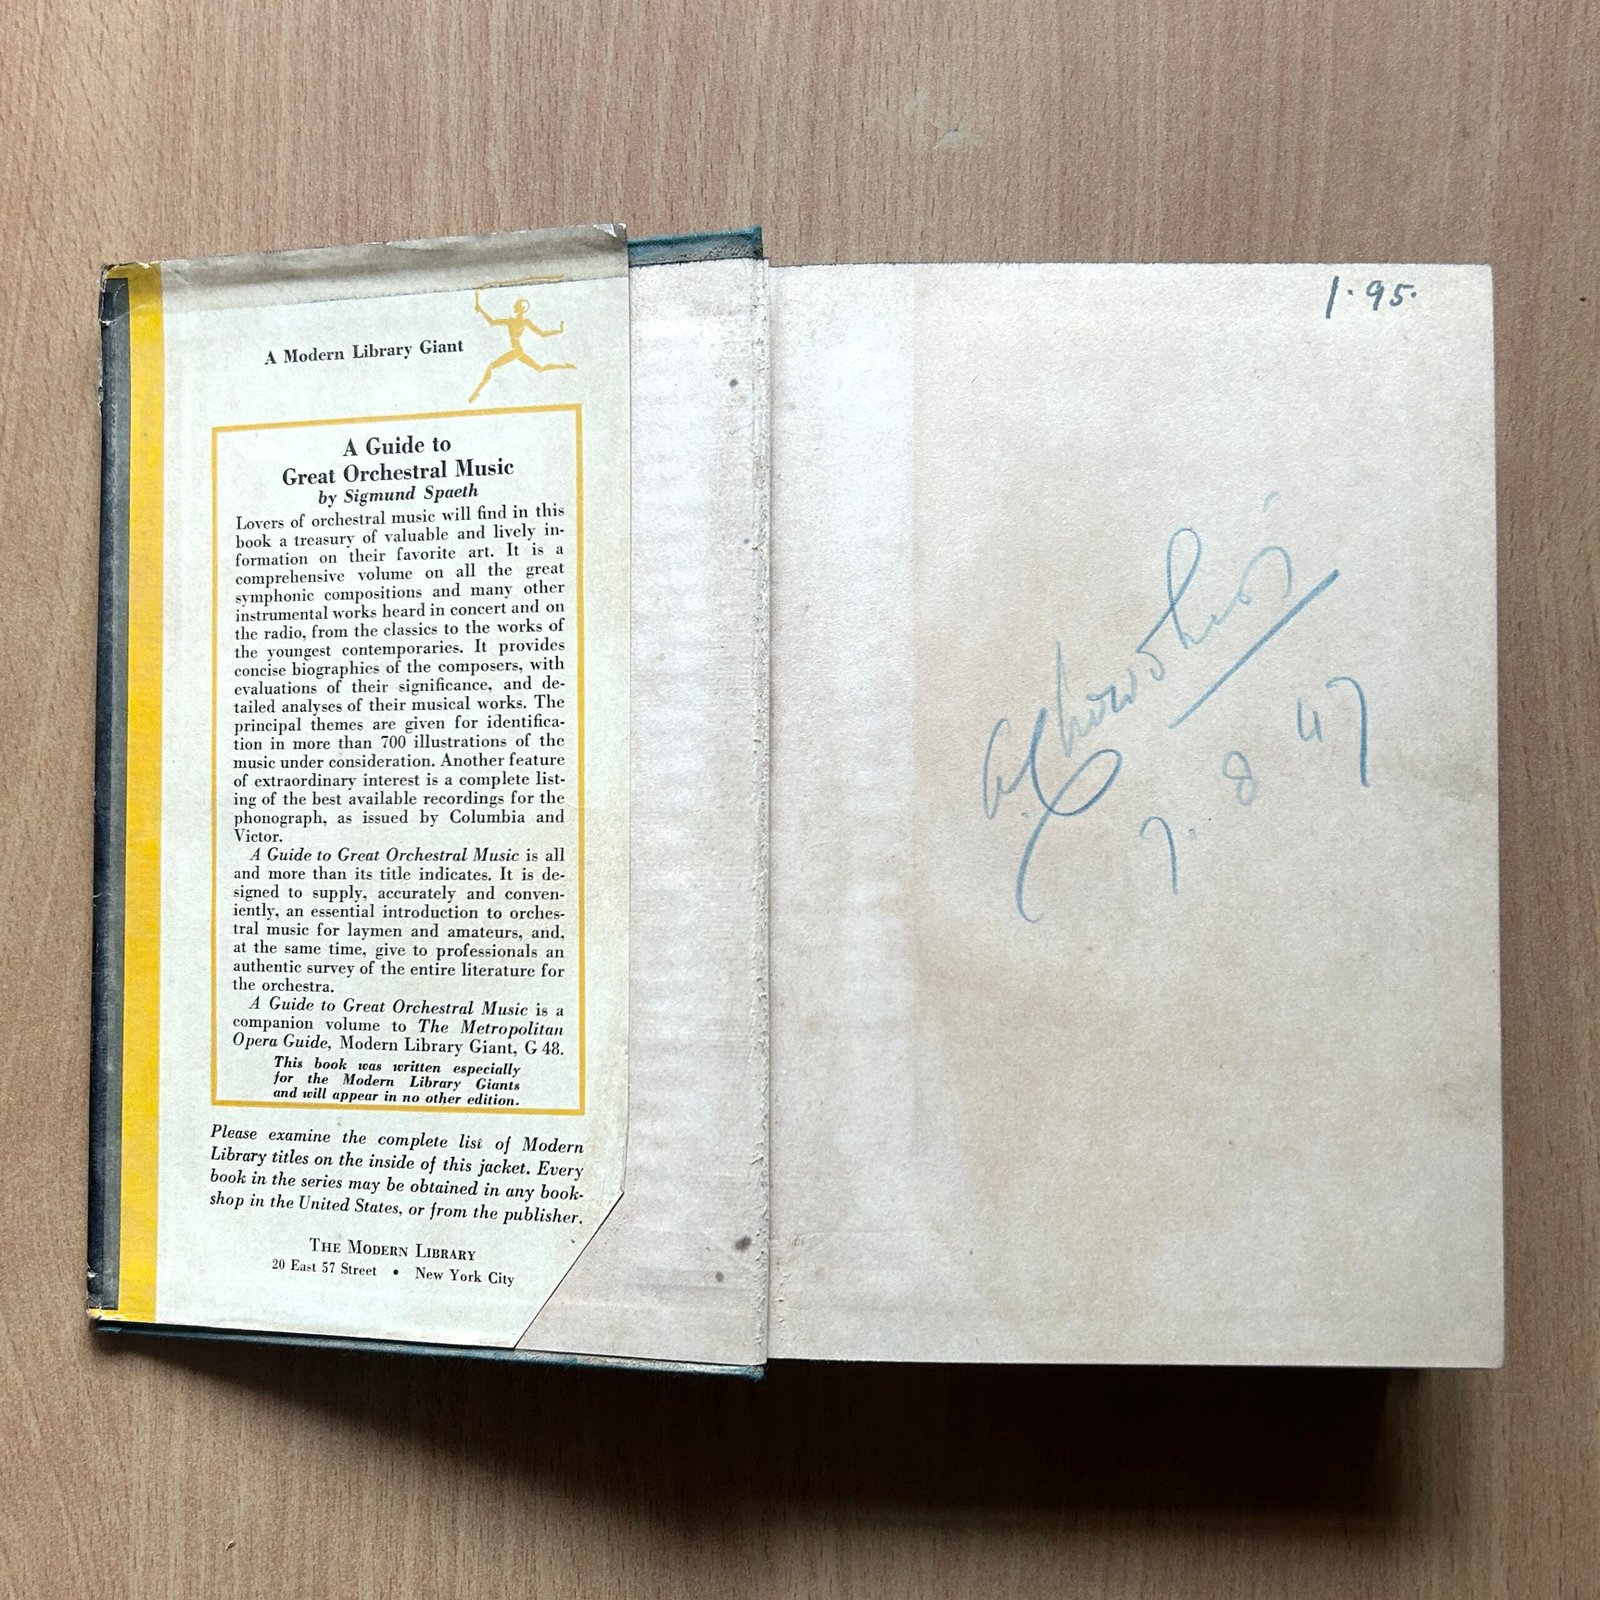 A Modern Library Giant
A Guide to
Great Orchestral Music
by Sigmund Spaeth
Lovers of orchestral music will find in this
book a treasury of valuable and lively in-
formation on their favorite art. It is a
comprehensive volume on all the great
symphonic compositions and many other
instrumental works heard in concert and on
the radio, from the classics to the works of
the youngest contemporaries. It provides
concise biographies of the composers, with
evaluations of their significance, and de-
tailed analyses of their musical works. The
principal themes are given for identifica-
tion in more than 700 illustrations of the
music under consideration. Another feature
of extraordinary interest is a complete list-
ing of the best available recordings for the
phonograph, as issued by Columbia and
Victor.
A Guide to Great Orchestral Music is all
and more than its title indicates. It is de-
signed to supply, accurately and conven-
iently, an essential introduction to orches-
tral music for laymen and amateurs, and,
at the same time, give to professionals an
authentic survey of the entire literature for
the orchestra.
A Guide to Great Orchestral Music is a
companion volume to The Metropolitan
Opera Guide, Modern Library Giant, G 48.
This book was written especially
for the Modern Library Giants
and will appear in no other edition.
Please examine the complete list of Modern
Library titles on the inside of this jacket. Every
book in the series may be obtained in any book-
shop in the United States, or from the publisher.
THE MODERN LIBRARY
20 East 57 Street • New York City
1.95.
7. 8 47